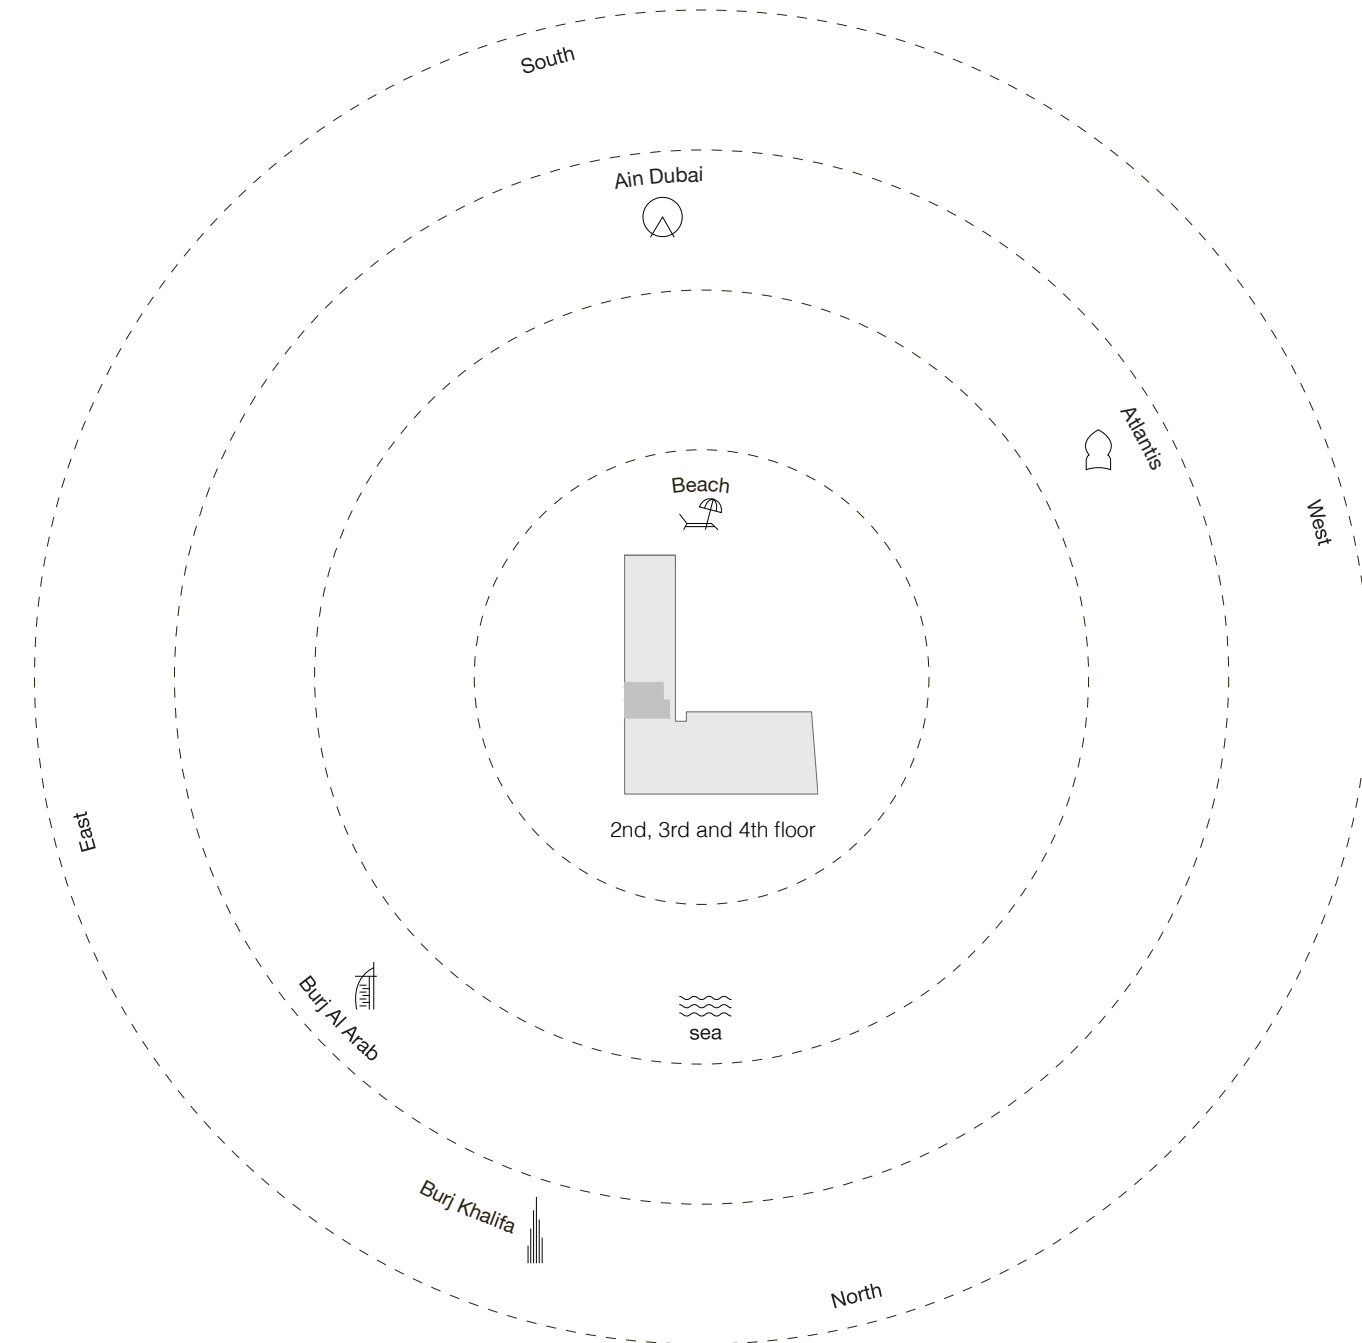 South
Ain Dubai
Atlantis
Beach
West
2nd, 3rd and 4th floor
East
Burj Al Arab
sea
Burj Khalifa
North